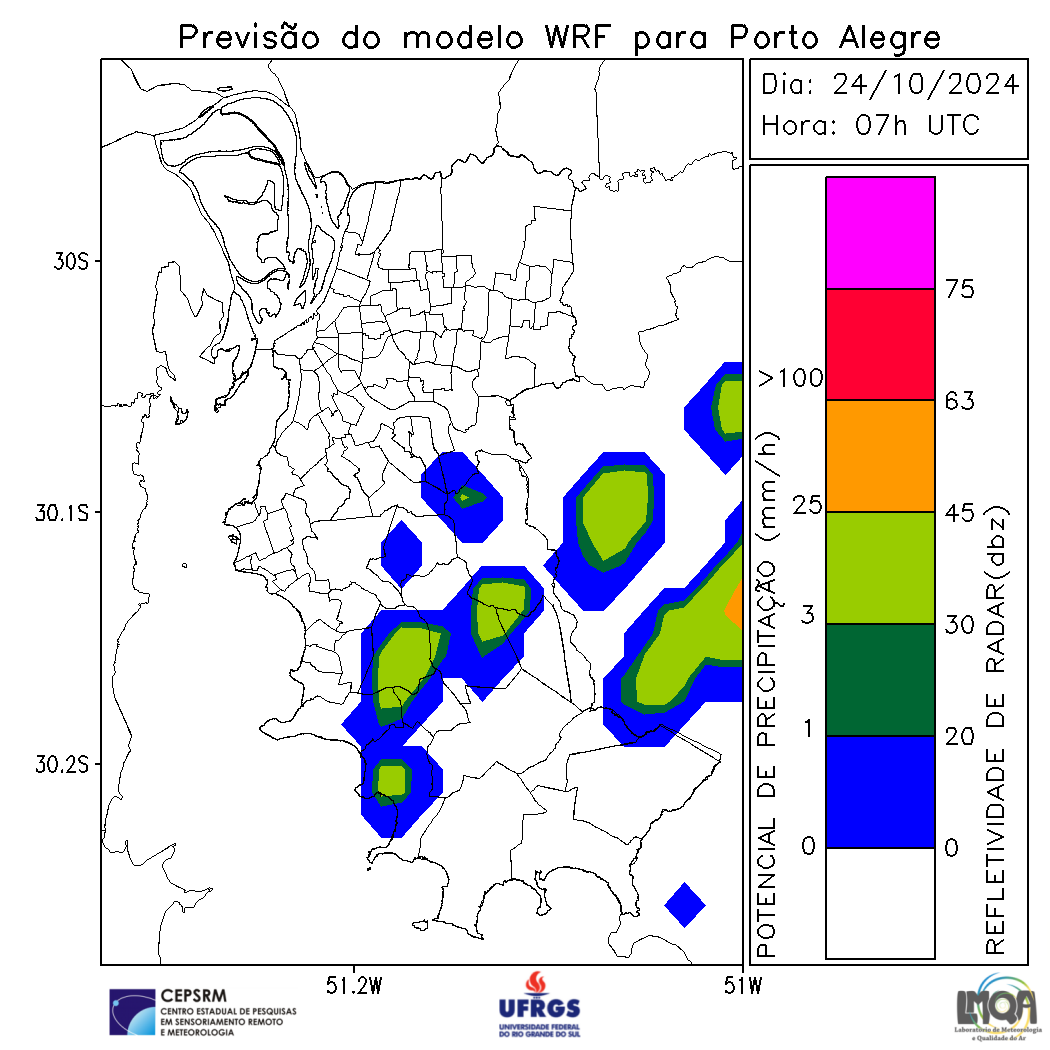 Previsão do modelo WRF para Porto Alegre
Dia: 24/10/2024
Hora: 07h UTC
30S
30.1S
30.2S
51.2W
51W
POTENCIAL DE PRECIPITAÇÃO (mm/h)
>100
25
3
1
0
75
63
45
30
20
0
REFLETIVIDADE DE RADAR(dbz)
CEPSRM
CENTRO ESTADUAL DE PESQUISAS
EM SENSORIAMENTO REMOTO
E METEOROLOGIA
UFRGS
UNIVERSIDADE FEDERAL
DO RIO GRANDE DO SUL
LMQA
Laboratório de Meteorologia
e Qualidade do Ar